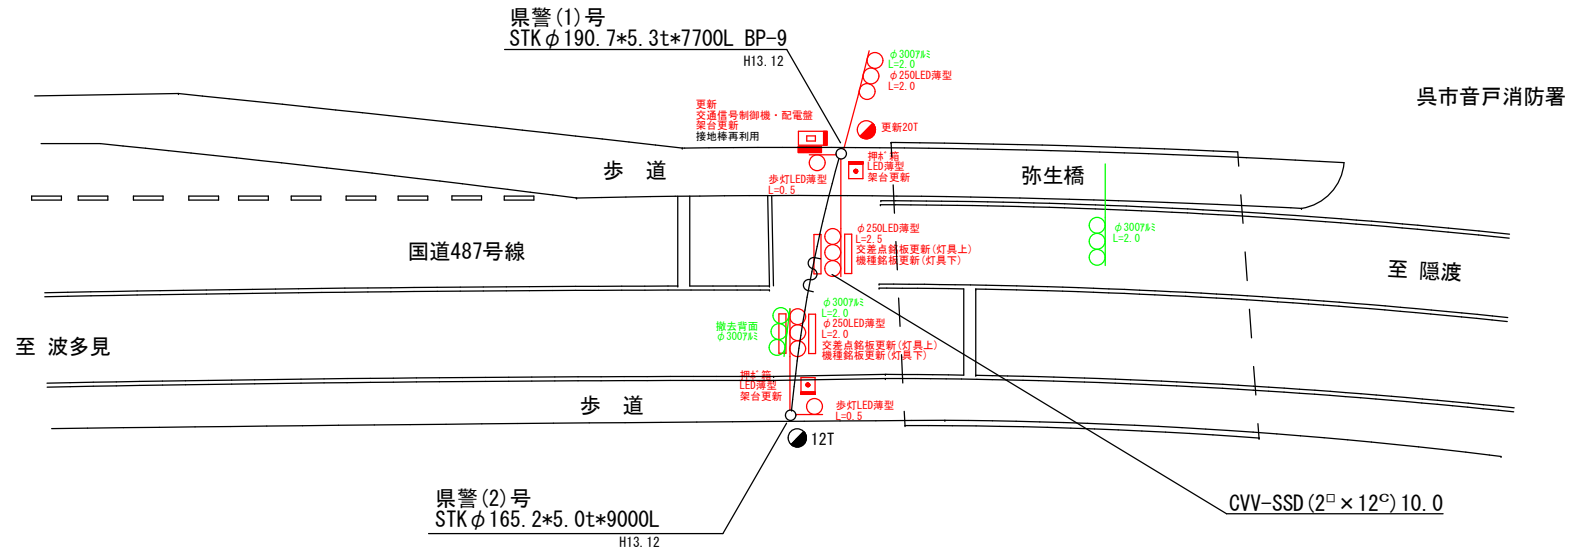 県警(1)号
STKφ190.7*5.3t*7700L BP-9
H13.12
φ300ｱﾙﾐ
L=2.0
φ250LED薄型
L=2.0
呉市音戸消防署
更新
交通信号制御機・配電盤
架台更新
接地棒再利用
更新20T
押ﾎﾞ箱
LED薄型
架台更新
歩 道
歩灯LED薄型
L=0.5
弥生橋
φ250LED薄型
L=2.5
交差点銘板更新(灯具上)
機種銘板更新(灯具下)
φ300ｱﾙﾐ
L=2.0
国道487号線
至 隠渡
φ300ｱﾙﾐ
L=2.0
φ250LED薄型
L=2.0
交差点銘板更新(灯具上)
機種銘板更新(灯具下)
撤去背面
φ300ｱﾙﾐ
至 波多見
押ﾎﾞ箱
LED薄型
架台更新
歩 道
歩灯LED薄型
L=0.5
12T
県警(2)号
STKφ165.2*5.0t*9000L
H13.12
CVV-SSD(2□×12C)10.0